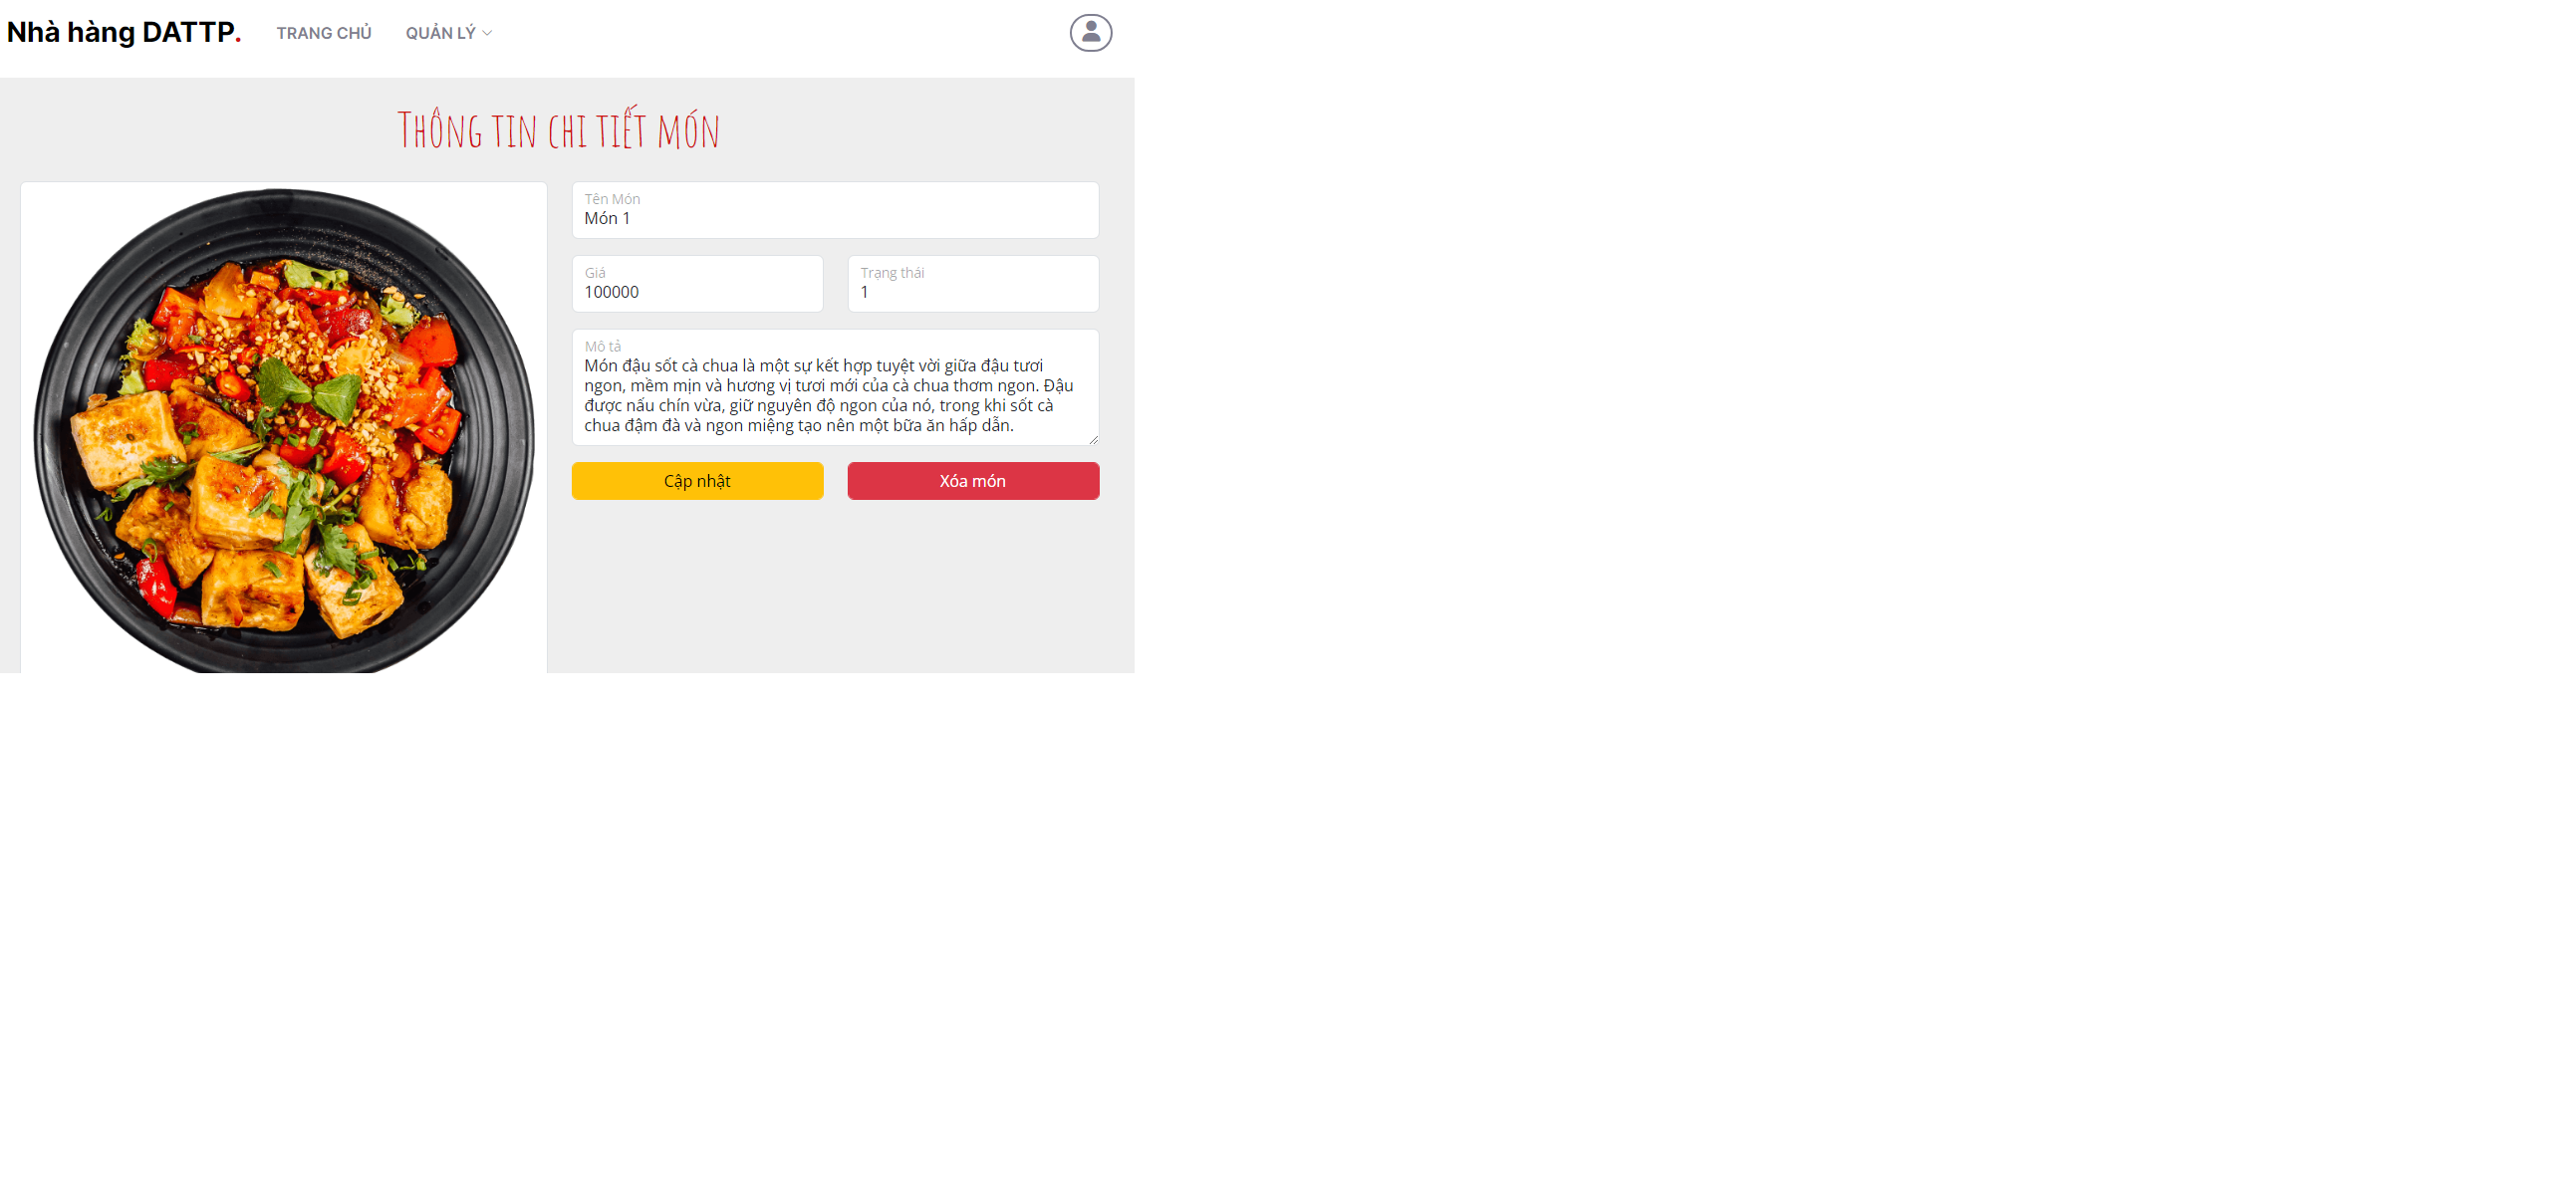 Nhà hàng DATTP.
TRANG CHỦ
QUẢN LÝ
Thông tin chi tiết món
Tên Món
Món 1
Giá
100000
Trạng thái
1
Mô tả
Món đậu sốt cà chua là một sự kết hợp tuyệt vời giữa đậu tươi
ngon, mềm mịn và hương vị tươi mới của cà chua thơm ngon. Đậu
được nấu chín vừa, giữ nguyên độ ngon của nó, trong khi sốt cà
chua đậm đà và ngon miệng tạo nên một bữa ăn hấp dẫn.
Cập nhật
Xóa món